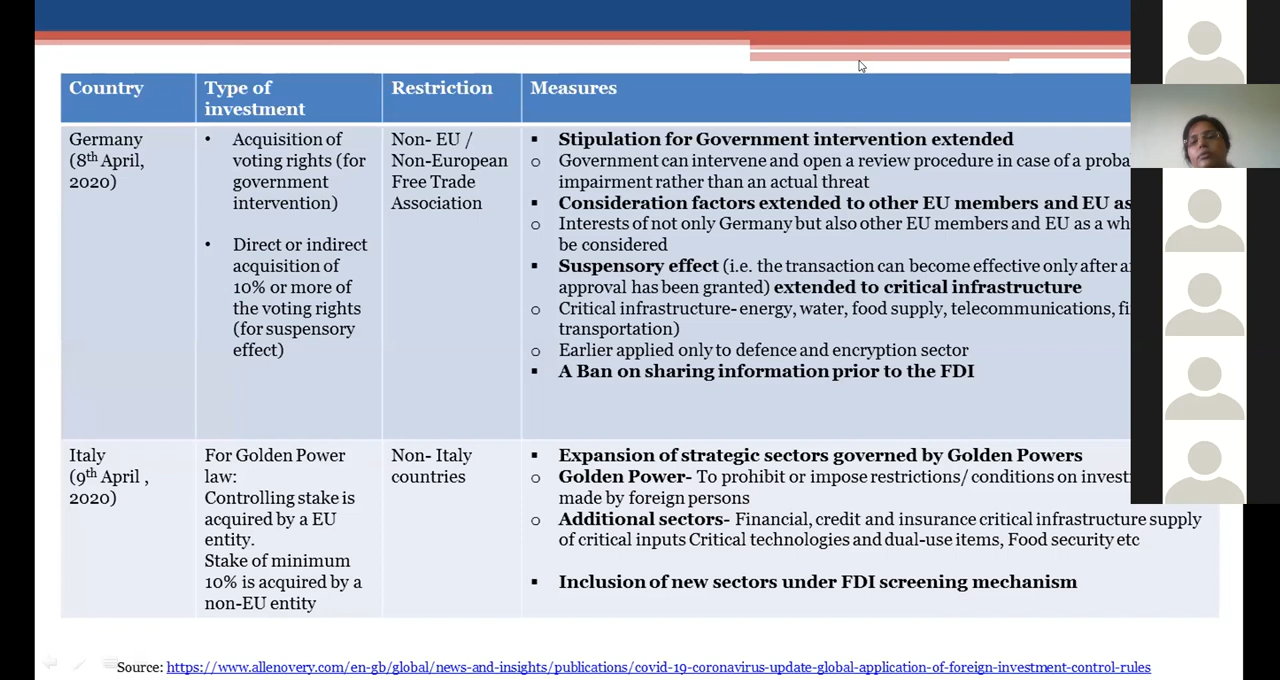 Country
Type of
investment
Restriction
Measures
Germany
(8th April,
2020)
• Acquisition of
voting rights (for
government
intervention)
• Direct or indirect
acquisition of
10% or more of
the voting rights
(for suspensory
effect)
Non- EU /
Non-European
Free Trade
Association
▪ Stipulation for Government intervention extended
o Government can intervene and open a review procedure in case of a proba
impairment rather than an actual threat
▪ Consideration factors extended to other EU members and EU as
o Interests of not only Germany but also other EU members and EU as a wh
be considered
▪ Suspensory effect (i.e. the transaction can become effective only after a
approval has been granted) extended to critical infrastructure
o Critical infrastructure- energy, water, food supply, telecommunications, fi
transportation)
o Earlier applied only to defence and encryption sector
▪ A Ban on sharing information prior to the FDI
Italy
(9th April ,
2020)
For Golden Power
law:
Controlling stake is
acquired by a EU
entity.
Stake of minimum
10% is acquired by a
non-EU entity
Non- Italy
countries
▪ Expansion of strategic sectors governed by Golden Powers
o Golden Power- To prohibit or impose restrictions/ conditions on investi
made by foreign persons
o Additional sectors- Financial, credit and insurance critical infrastructure supply
of critical inputs Critical technologies and dual-use items, Food security etc
▪ Inclusion of new sectors under FDI screening mechanism
Source: https://www.allenovery.com/en-gb/global/news-and-insights/publications/covid-19-coronavirus-update-global-application-of-foreign-investment-control-rules